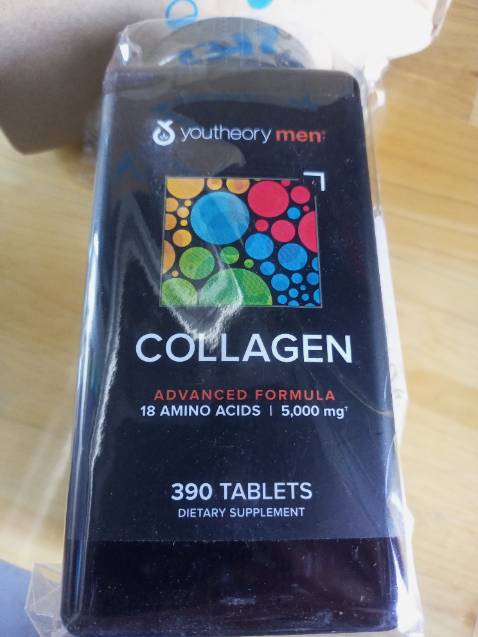 youtheory men
COLLAGEN
ADVANCED FORMULA
18 AMINO ACIDS | 5,000 mg†
390 TABLETS
DIETARY SUPPLEMENT